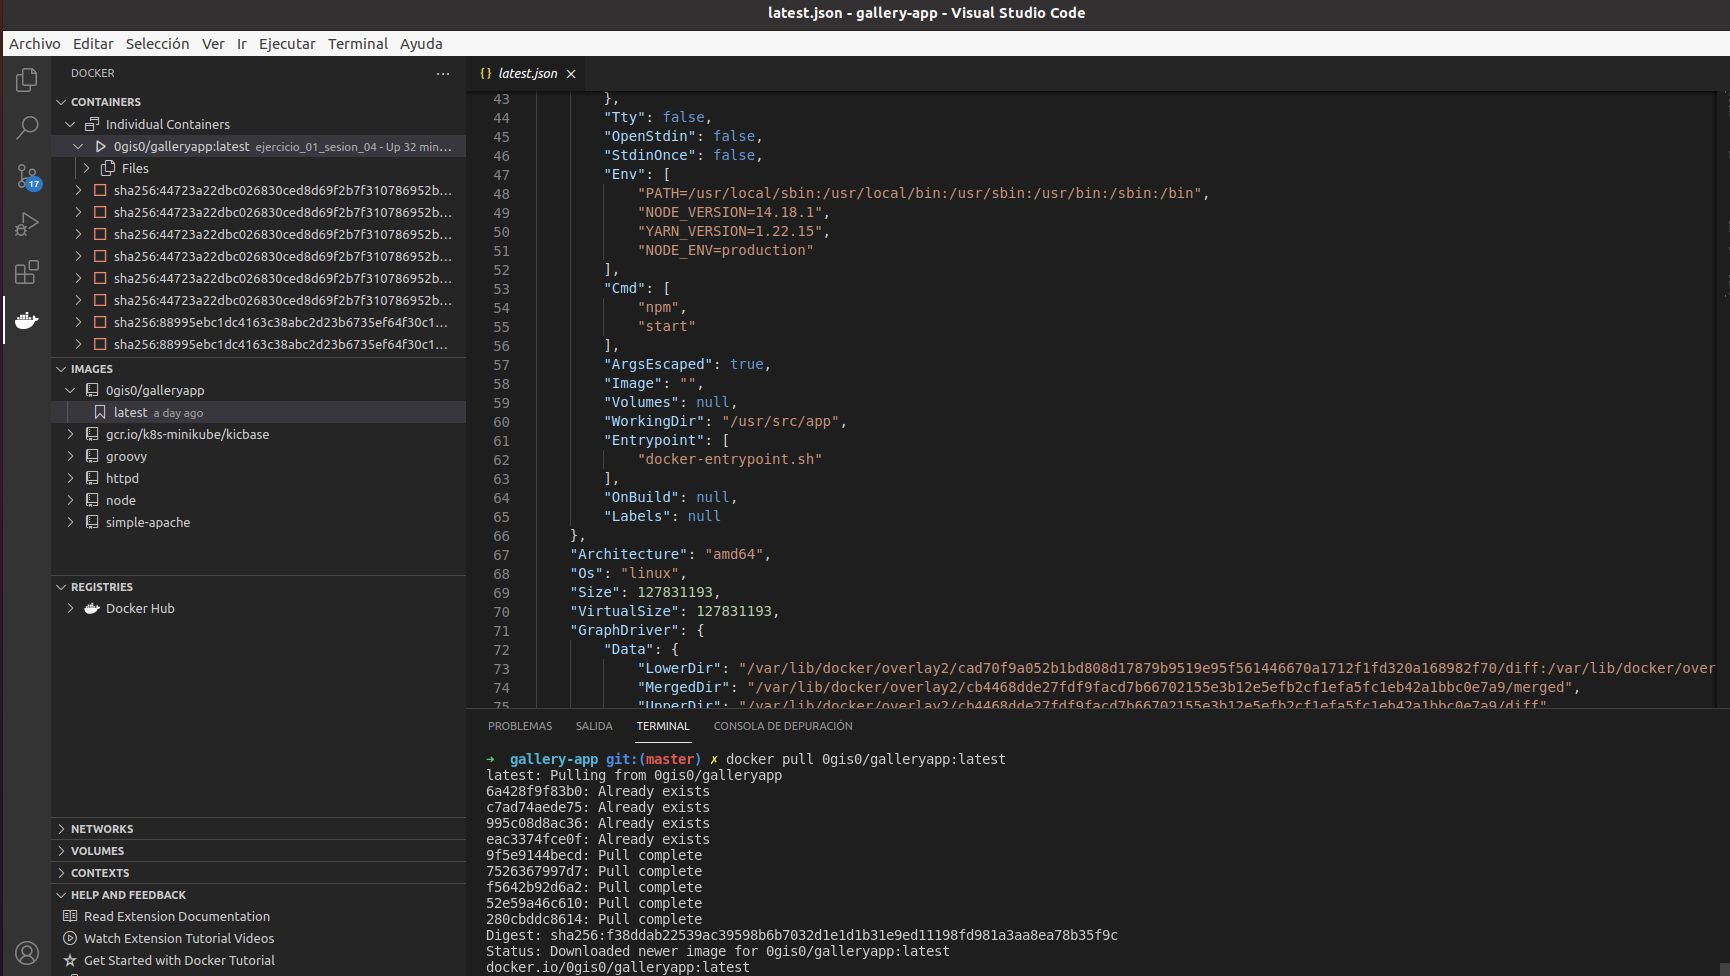 latest.json - gallery-app - Visual Studio Code
Archivo Editar Selección Ver Ir Ejecutar Terminal Ayuda
DOCKER
CONTAINERS
Individual Containers
0gis0/galleryapp:latest ejercicio_01_sesion_04 - Up 32 min...
Files
sha256:44723a22dbc026830ced8d69f2b7f310786952b...
sha256:44723a22dbc026830ced8d69f2b7f310786952b...
sha256:44723a22dbc026830ced8d69f2b7f310786952b...
sha256:44723a22dbc026830ced8d69f2b7f310786952b...
sha256:44723a22dbc026830ced8d69f2b7f310786952b...
sha256:44723a22dbc026830ced8d69f2b7f310786952b...
sha256:88995ebc1dc4163c38abc2d23b6735ef64f30c1...
sha256:88995ebc1dc4163c38abc2d23b6735ef64f30c1...
17
IMAGES
0gis0/galleryapp
latest a day ago
gcr.io/k8s-minikube/kicbase
groovy
httpd
node
simple-apache
REGISTRIES
Docker Hub
NETWORKS
VOLUMES
CONTEXTS
HELP AND FEEDBACK
Read Extension Documentation
Watch Extension Tutorial Videos
Get Started with Docker Tutorial
{} latest.json
43 },
44 "Tty": false,
45 "OpenStdin": false,
46 "StdinOnce": false,
47 "Env": [
48 "PATH=/usr/local/sbin:/usr/local/bin:/usr/sbin:/usr/bin:/sbin:/bin",
49 "NODE_VERSION=14.18.1",
50 "YARN_VERSION=1.22.15",
51 "NODE_ENV=production"
52 ],
53 "Cmd": [
54 "npm",
55 "start"
56 ],
57 "ArgsEscaped": true,
58 "Image": "",
59 "Volumes": null,
60 "WorkingDir": "/usr/src/app",
61 "Entrypoint": [
62 "docker-entrypoint.sh"
63 ],
64 "OnBuild": null,
65 "Labels": null
66 },
67 "Architecture": "amd64",
68 "Os": "linux",
69 "Size": 127831193,
70 "VirtualSize": 127831193,
71 "GraphDriver": {
72 "Data": {
73 "LowerDir": "/var/lib/docker/overlay2/cad70f9a052b1bd808d17879b9519e95f561446670a1712f1fd320a168982f70/diff:/var/lib/docker/over
74 "MergedDir": "/var/lib/docker/overlay2/cb4468dde27fdf9facd7b66702155e3b12e5efb2cf1efa5fc1eb42a1bbc0e7a9/merged",
75 "UpperDir": "/var/lib/docker/overlay2/cb4468dde27fdf9facd7b66702155e3b12e5efb2cf1efa5fc1eb42a1bbc0e7a9/diff"
PROBLEMAS SALIDA TERMINAL CONSOLA DE DEPURACIÓN
→ gallery-app git:(master) ✗ docker pull 0gis0/galleryapp:latest
latest: Pulling from 0gis0/galleryapp
6a428f9f83b0: Already exists
c7ad74aede75: Already exists
995c08d8ac36: Already exists
eac3374fce0f: Already exists
9f5e9144becd: Pull complete
7526367997d7: Pull complete
f5642b92d6a2: Pull complete
52e59a46c610: Pull complete
280cbddc8614: Pull complete
Digest: sha256:f38ddab22539ac39598b6b7032d1e1d1b31e9ed11198fd981a3aa8ea78b35f9c
Status: Downloaded newer image for 0gis0/galleryapp:latest
docker.io/0gis0/galleryapp:latest